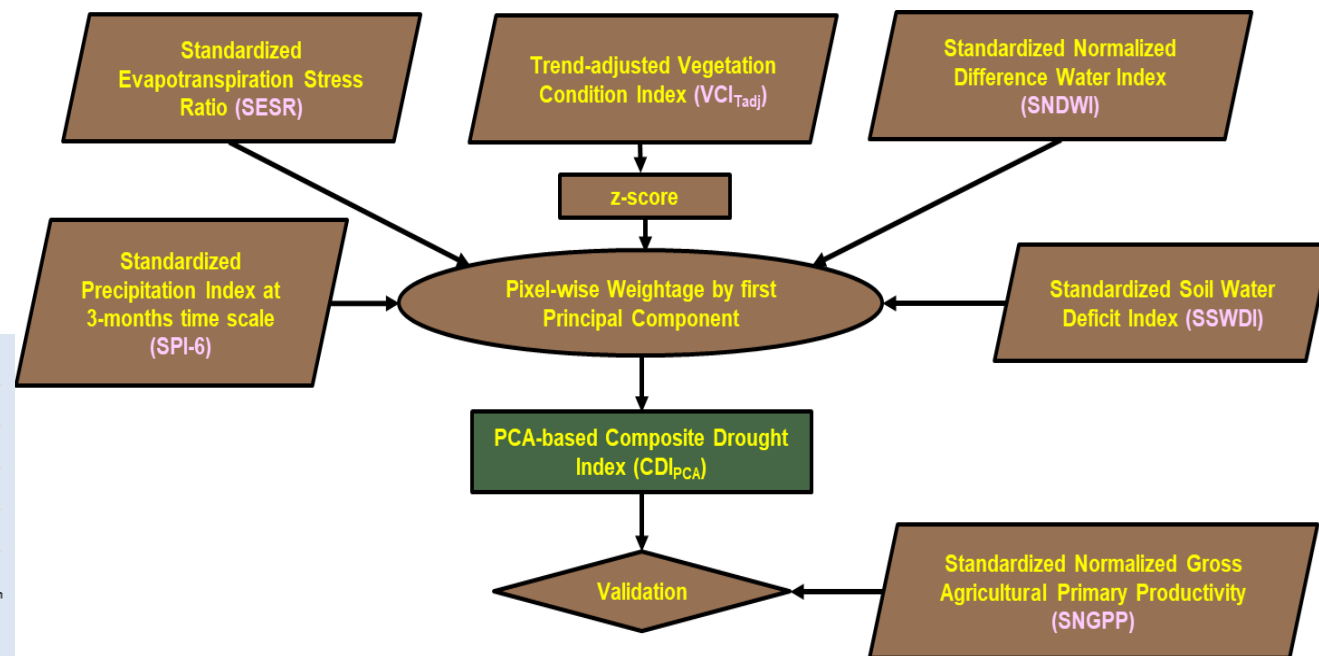 Standardized
Evapotranspiration Stress
Ratio (SESR)
Trend-adjusted Vegetation
Condition Index (VCITadj)
Standardized Normalized
Difference Water Index
(SNDWI)
z-score
Standardized
Precipitation Index at
3-months time scale
(SPI-6)
Pixel-wise Weightage by first
Principal Component
Standardized Soil Water
Deficit Index (SSWDI)
PCA-based Composite Drought
Index (CDIPCA)
Validation
Standardized Normalized Gross
Agricultural Primary Productivity
(SNGPP)